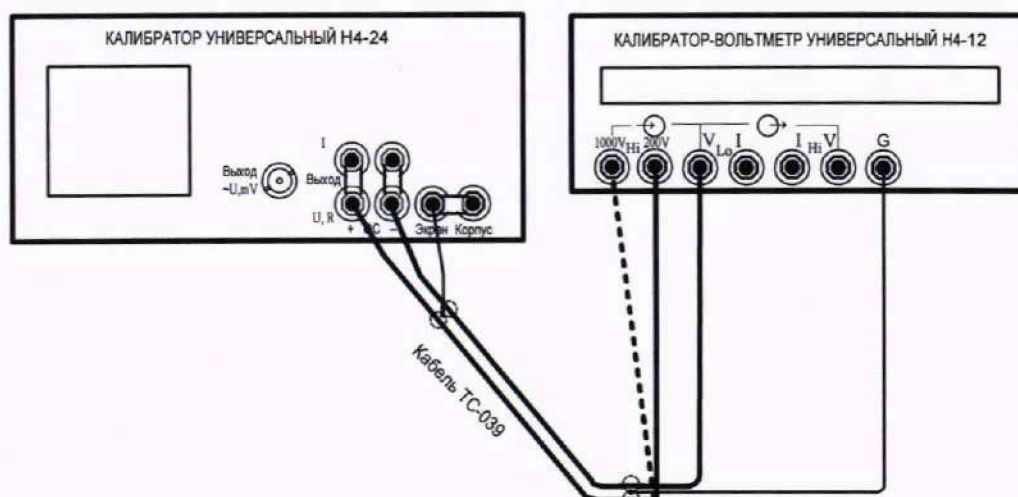 КАЛИБРАТОР УНИВЕРСАЛЬНЫЙ Н4-24
I
Выход
~U,mV
Выход
U, R
+ ОС – Экран Корпус
КАЛИБРАТОР-ВОЛЬТМЕТР УНИВЕРСАЛЬНЫЙ Н4-12
1000V Hi 200V V Lo I I Hi V G
Кабель ТС-039